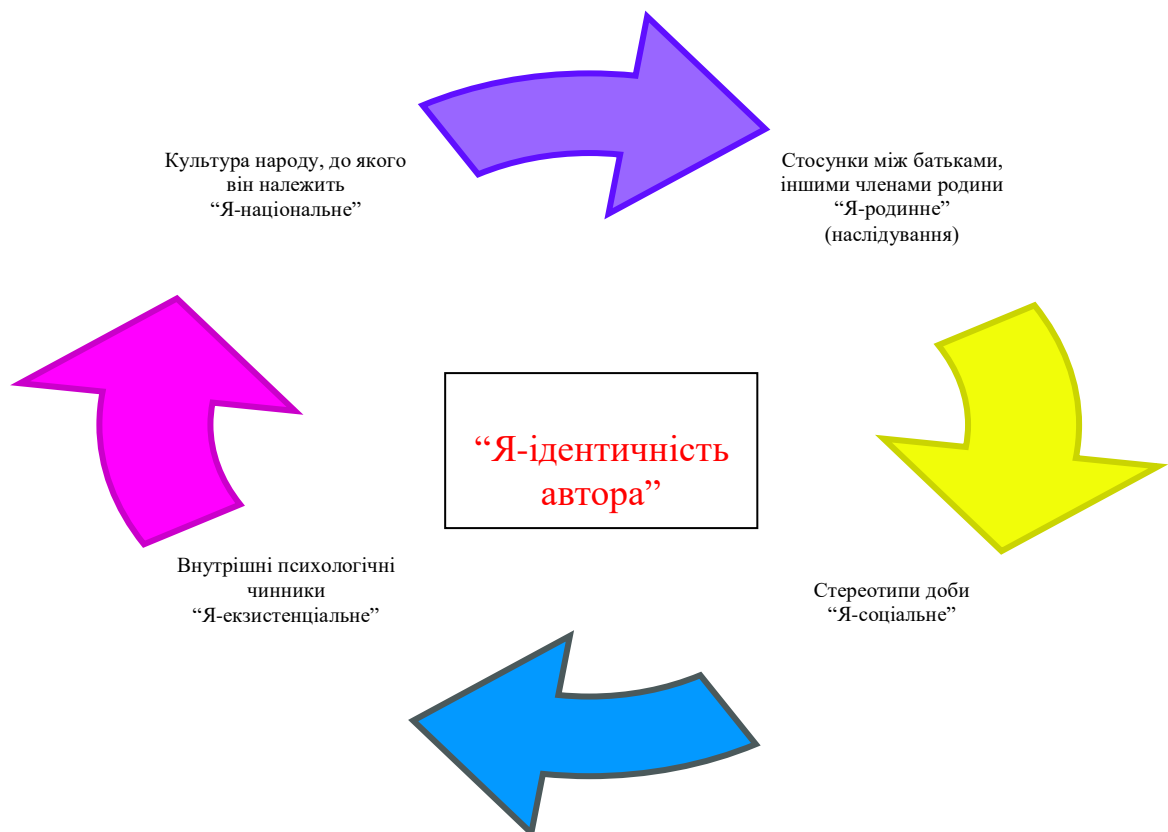 Культура народу, до якого
він належить
“Я-національне”
Стосунки між батьками,
іншими членами родини
“Я-родинне”
(наслідування)
“Я-ідентичність
автора”
Внутрішні психологічні
чинники
“Я-екзистенціальне”
Стереотипи доби
“Я-соціальне”